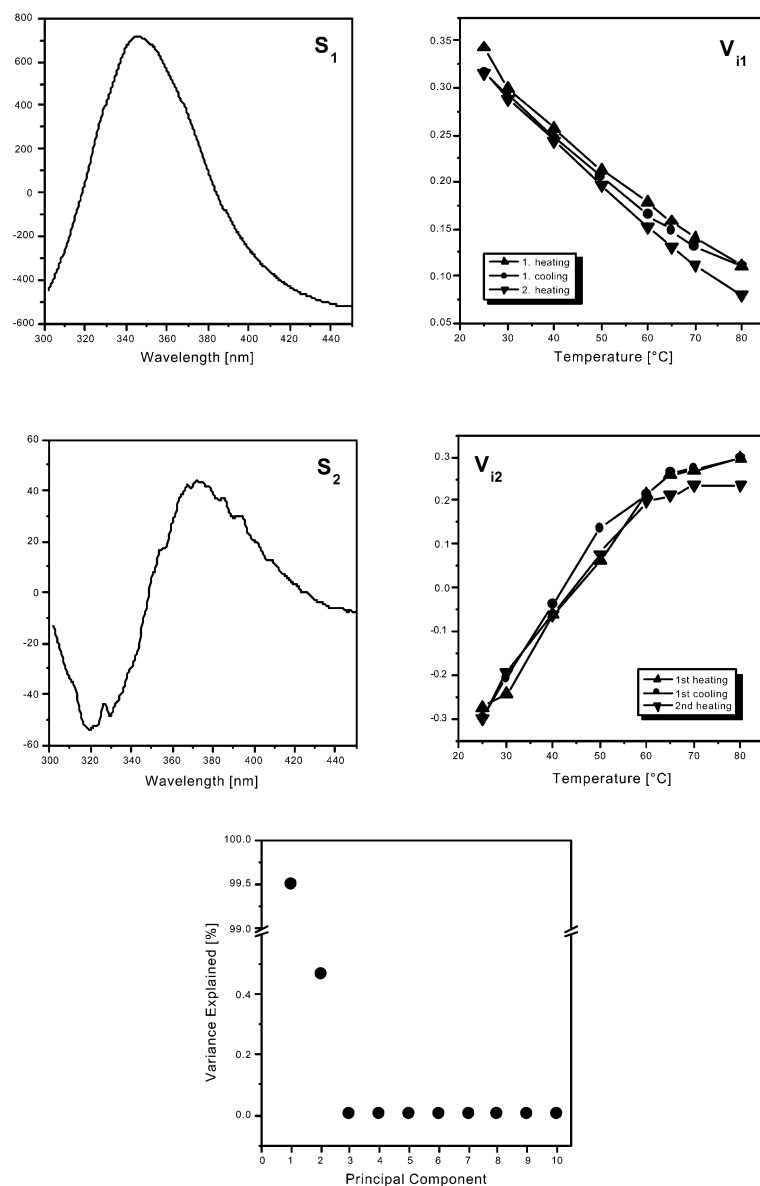 800
600
400
200
0
-200
-400
-600
S1
300 320 340 360 380 400 420 440
Wavelength [nm]
0.35
0.30
0.25
0.20
0.15
0.10
0.05
Vi1
1. heating
1. cooling
2. heating
20 30 40 50 60 70 80
Temperature [°C]
60
40
20
0
-20
-40
-60
S2
300 320 340 360 380 400 420 440
Wavelength [nm]
0.3
0.2
0.1
0.0
-0.1
-0.2
-0.3
Vi2
1st heating
1st cooling
2nd heating
20 30 40 50 60 70 80
Temperature [°C]
100.0
99.5
99.0
0.4
0.2
0.0
Variance Explained [%]
0 1 2 3 4 5 6 7 8 9 10
Principal Component